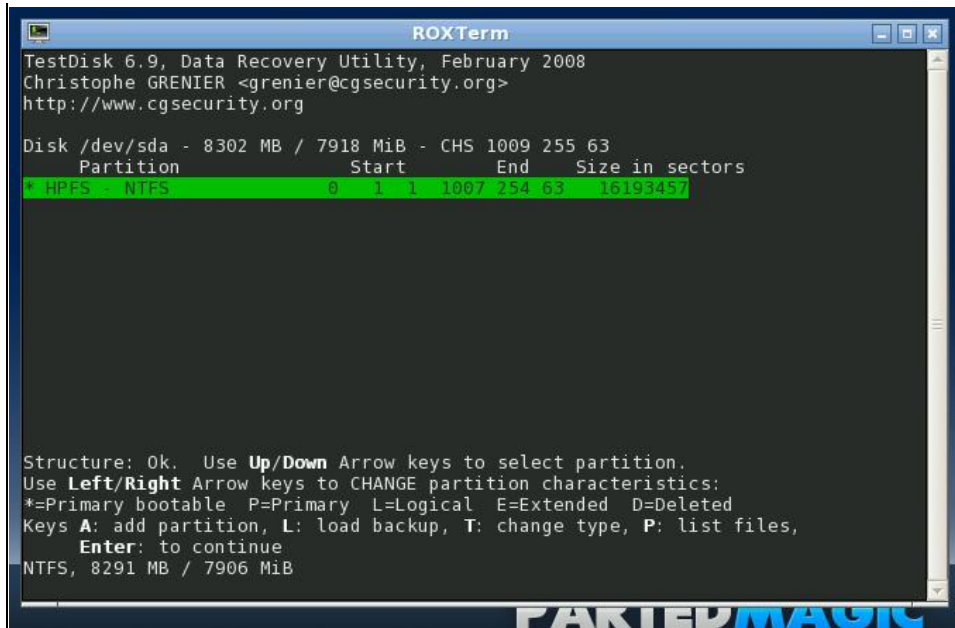 ROXTerm
TestDisk 6.9, Data Recovery Utility, February 2008
Christophe GRENIER <grenier@cgsecurity.org>
http://www.cgsecurity.org
Disk /dev/sda - 8302 MB / 7918 MiB - CHS 1009 255 63
Partition Start End Size in sectors
* HPFS - NTFS 0 1 1 1007 254 63 16193457
Structure: Ok. Use Up/Down Arrow keys to select partition.
Use Left/Right Arrow keys to CHANGE partition characteristics:
*=Primary bootable P=Primary L=Logical E=Extended D=Deleted
Keys A: add partition, L: load backup, T: change type, P: list files,
Enter: to continue
NTFS, 8291 MB / 7906 MiB
PARTEDMAGIC